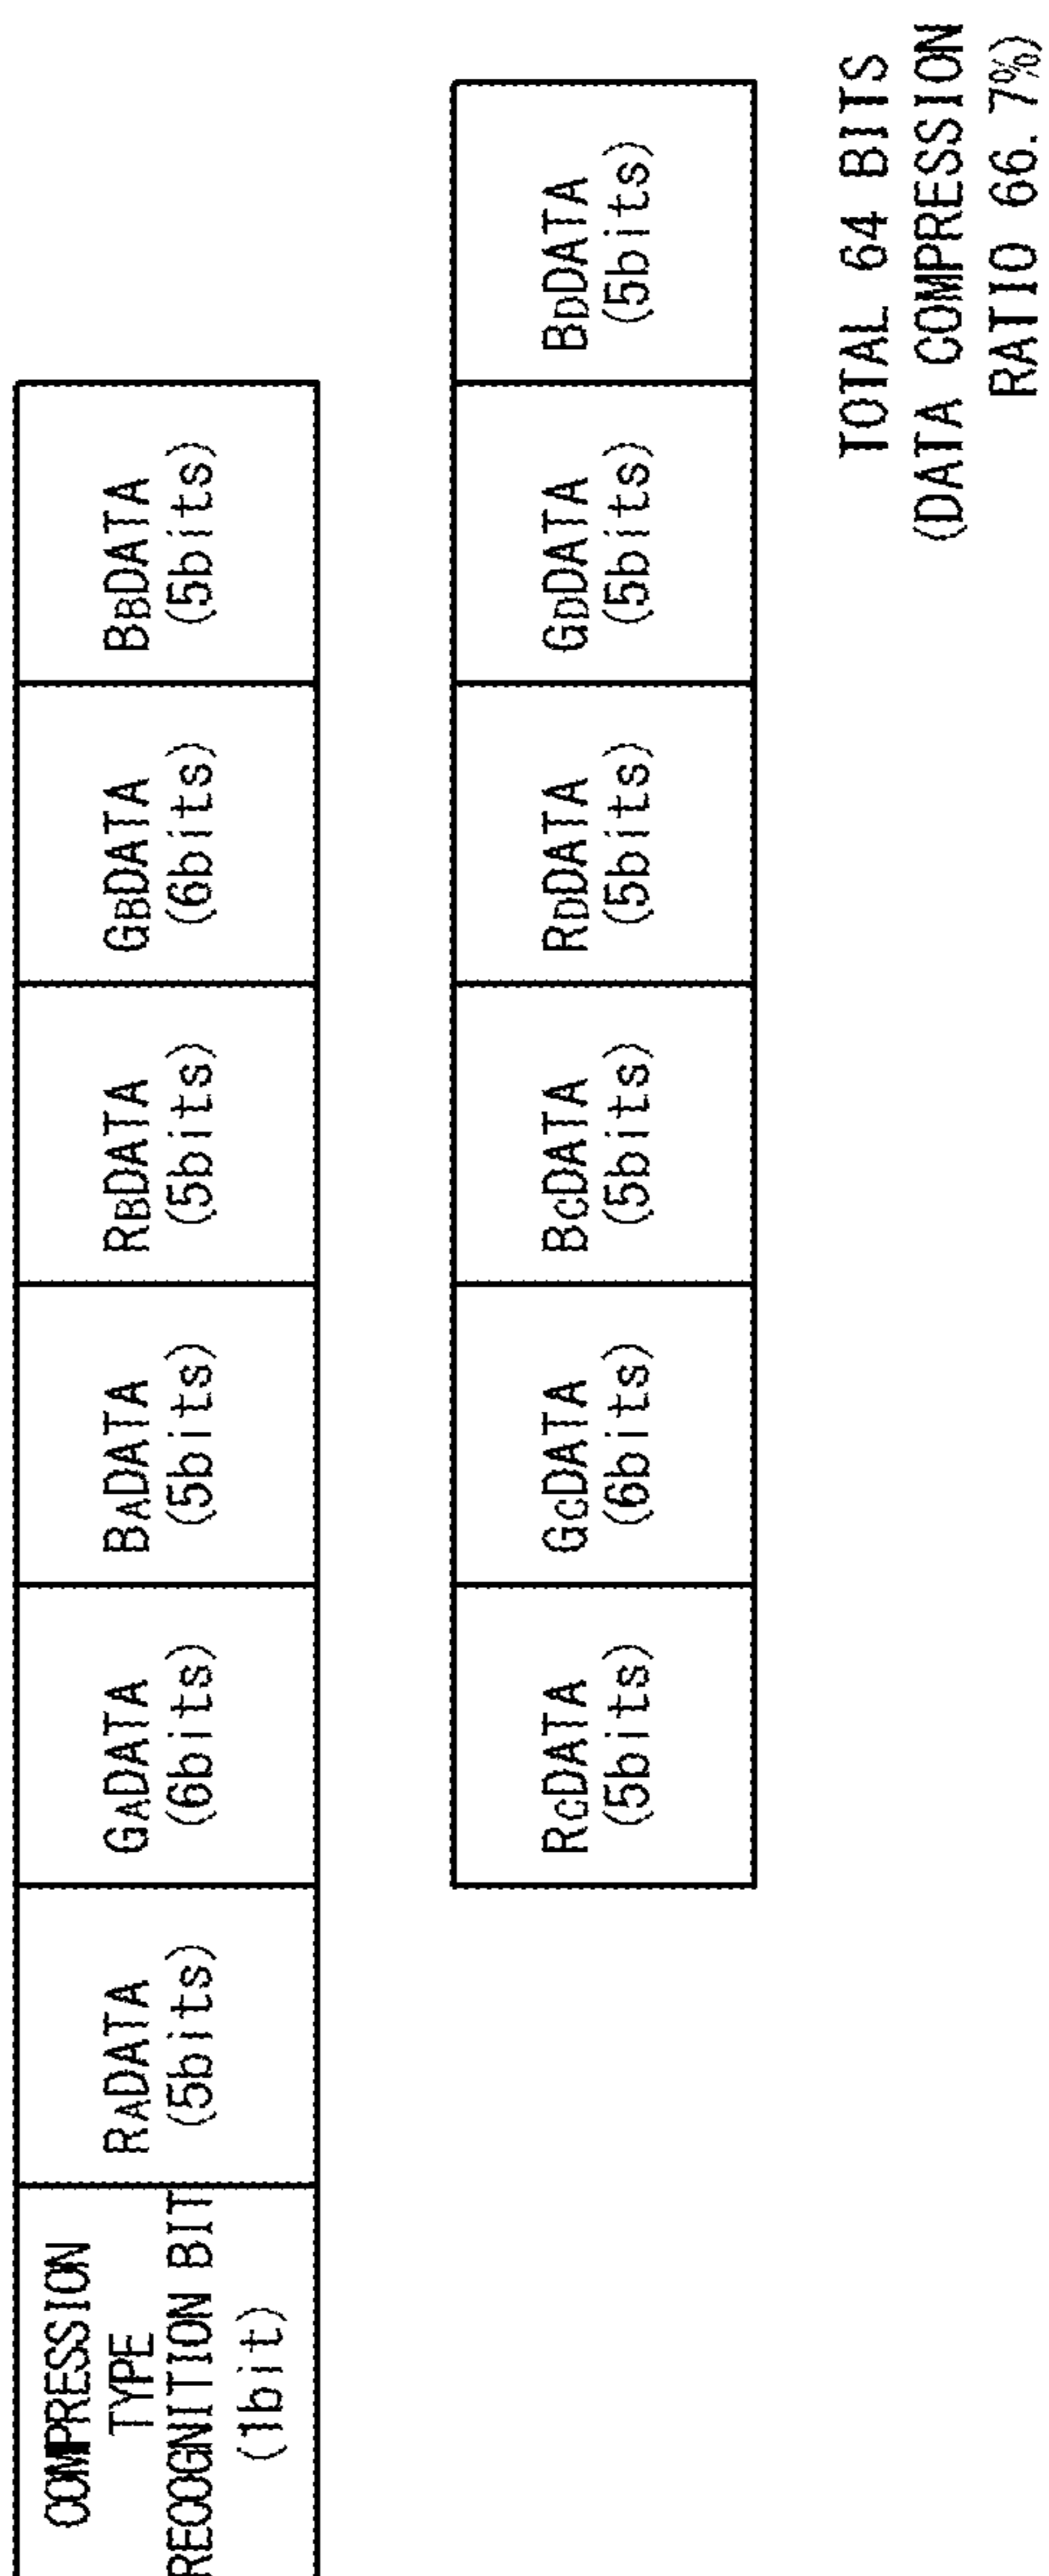 COMPRESSION
TYPE
RECOGNITION BIT
(1bit)
RADATA
(5bits)
GADATA
(6bits)
BADATA
(5bits)
RBDATA
(5bits)
GBDATA
(6bits)
BBDATA
(5bits)
RCDATA
(5bits)
GCDATA
(6bits)
BCDATA
(5bits)
RDDATA
(5bits)
GDDATA
(5bits)
BDDATA
(5bits)
TOTAL 64 BITS
(DATA COMPRESSION
RATIO 66.7%)